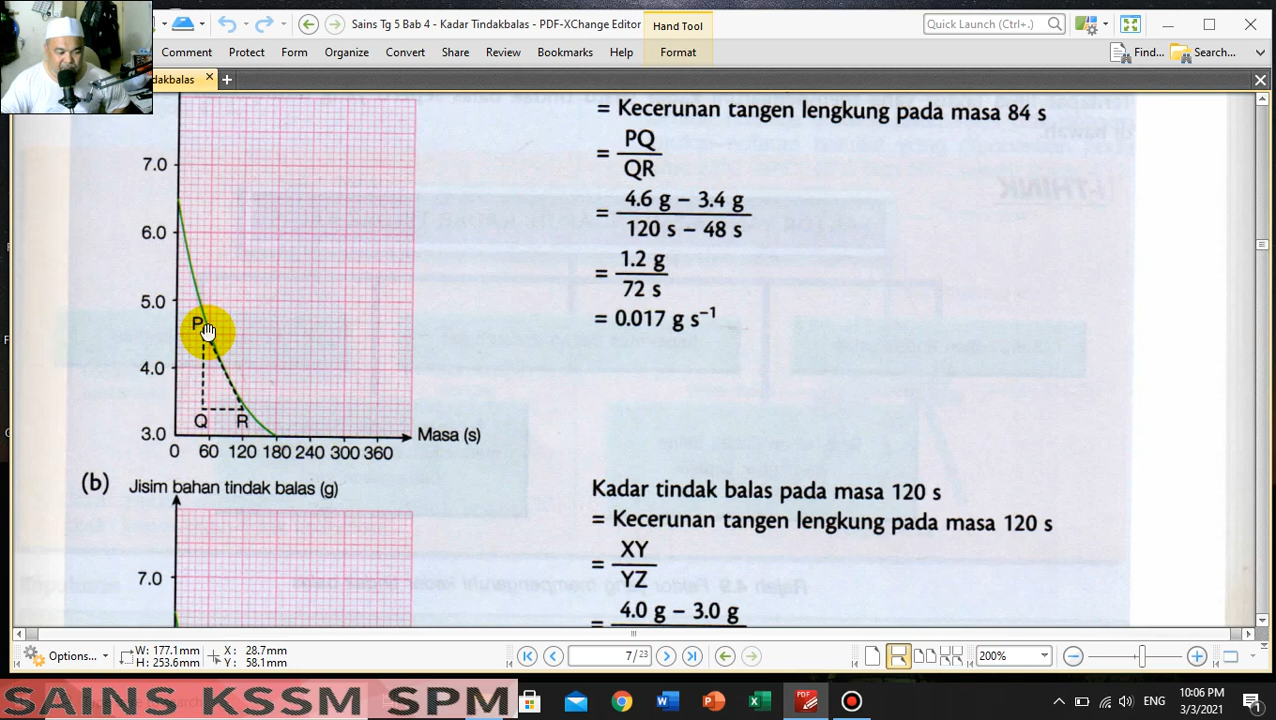 Sains Tg 5 Bab 4 - Kadar Tindakbalas - PDF-XChange Editor
Hand Tool
Quick Launch (Ctrl+.)
Comment Protect Form Organize Convert Share Review Bookmarks Help Format
Find... Search...
dakbalas
= Kecerunan tangen lengkung pada masa 84 s
= PQ
QR
= 4.6 g – 3.4 g
120 s – 48 s
= 1.2 g
72 s
= 0.017 g s⁻¹
7.0
6.0
5.0
P
4.0
Q R
3.0
Masa (s)
0 60 120 180 240 300 360
(b) Jisim bahan tindak balas (g)
7.0
Kadar tindak balas pada masa 120 s
= Kecerunan tangen lengkung pada masa 120 s
= XY
YZ
= 4.0 g – 3.0 g
Options...
W: 177.1mm
H: 253.6mm
X: 28.7mm
Y: 58.1mm
7/23
200%
SAINS KSSM SPM
ENG
10:06 PM
3/3/2021